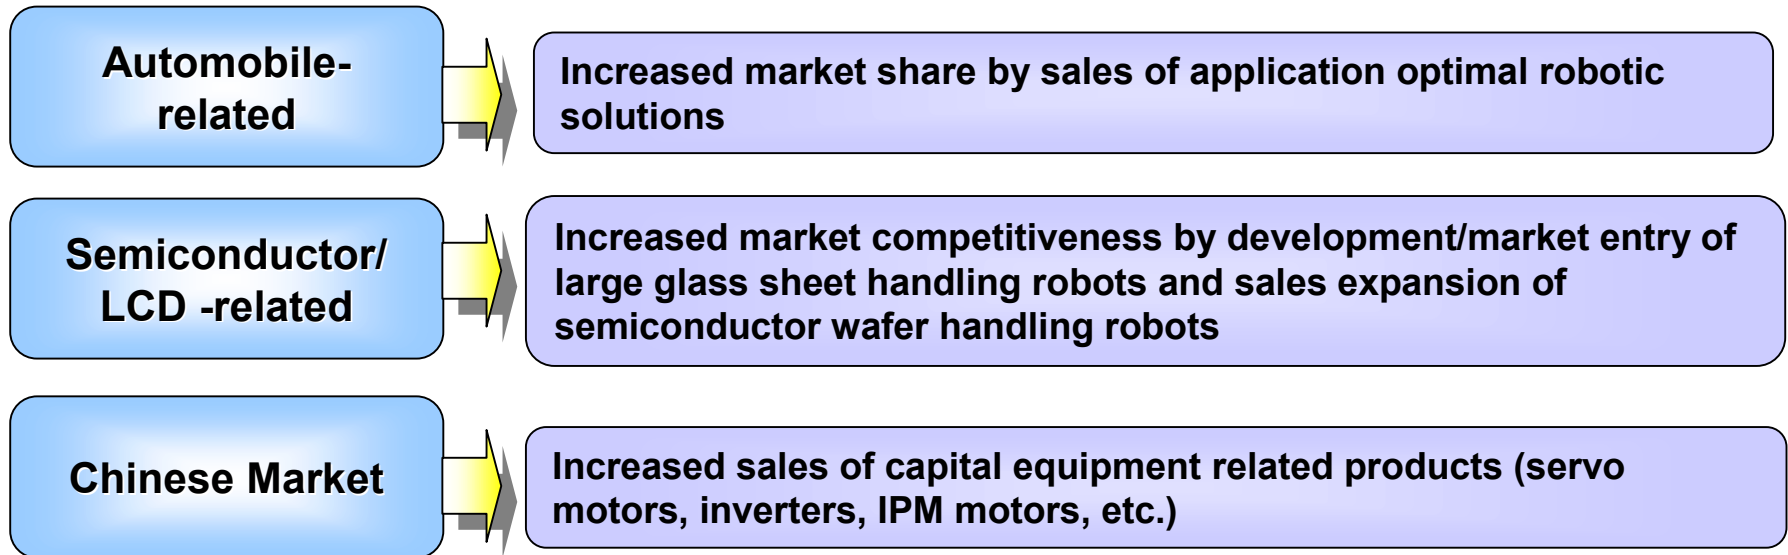 Automobile-
related
Increased market share by sales of application optimal robotic
solutions
Semiconductor/
LCD -related
Increased market competitiveness by development/market entry of
large glass sheet handling robots and sales expansion of
semiconductor wafer handling robots
Chinese Market
Increased sales of capital equipment related products (servo
motors, inverters, IPM motors, etc.)